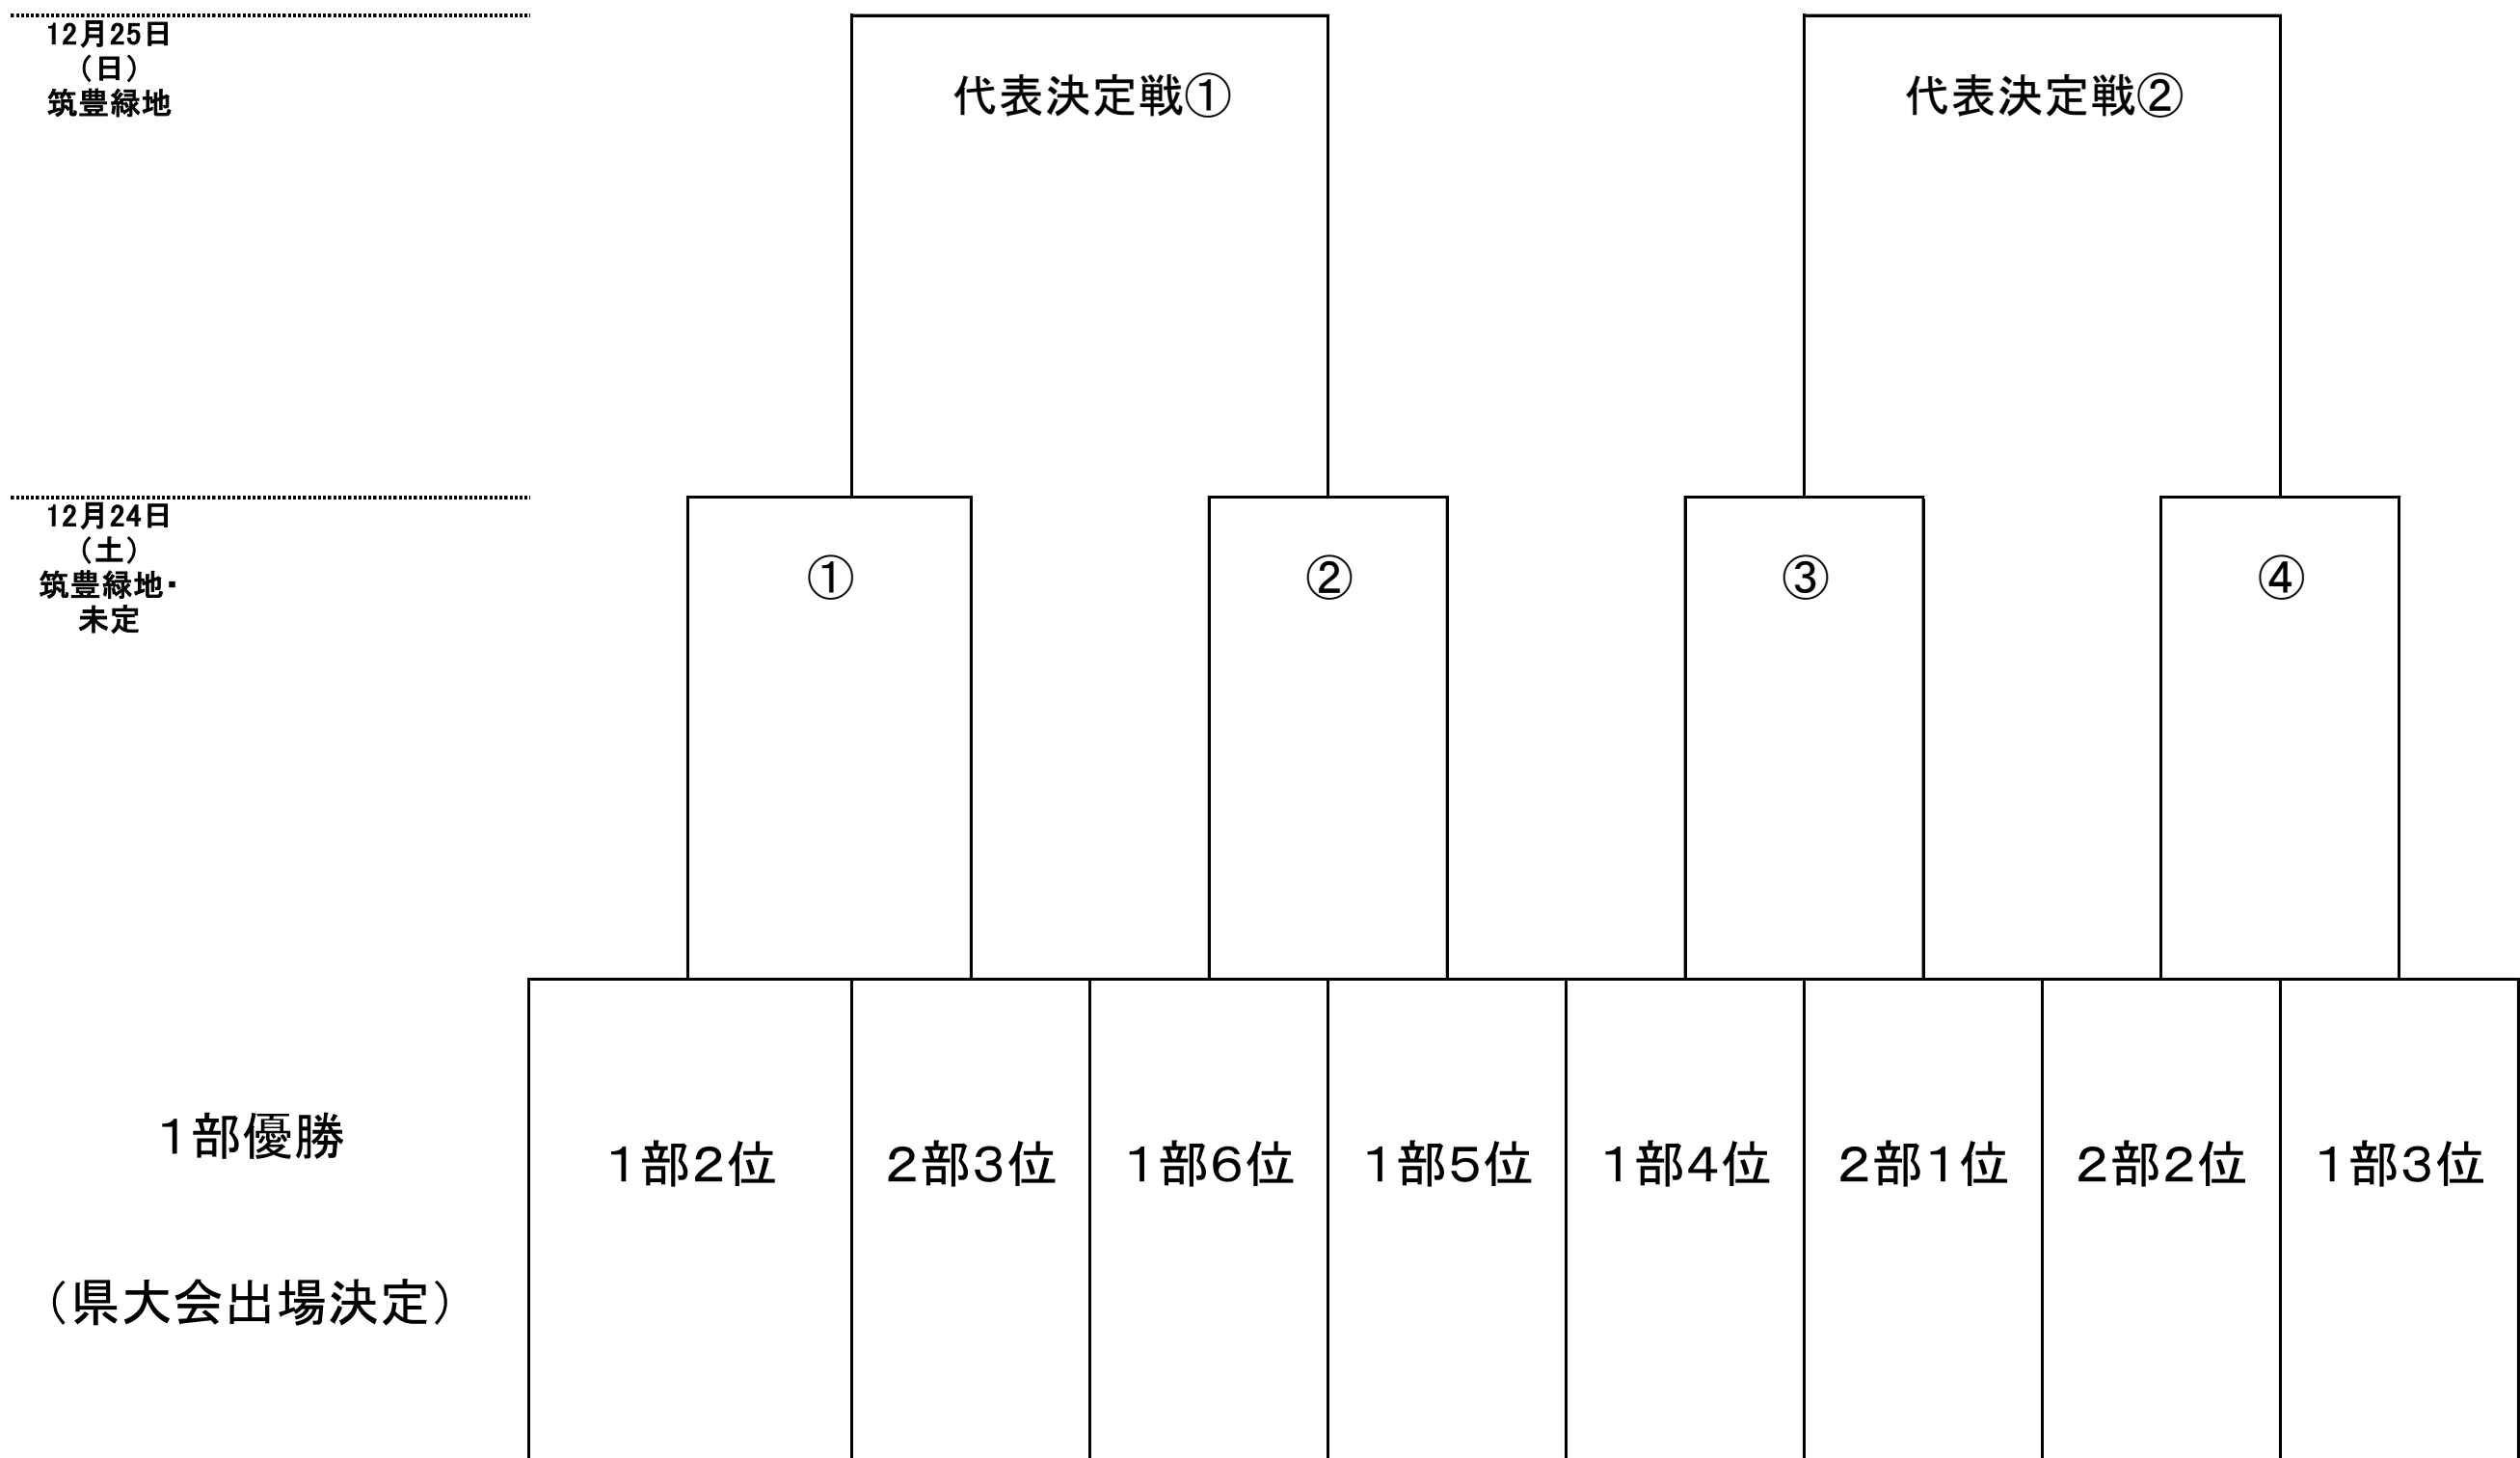 12月25日
（日）
筑豊緑地
代表決定戦①
代表決定戦②
12月24日
（土）
筑豊緑地・
未定
①
②
③
④
１部優勝
（県大会出場決定）
１部２位
２部３位
１部６位
１部５位
１部４位
２部１位
２部２位
１部３位